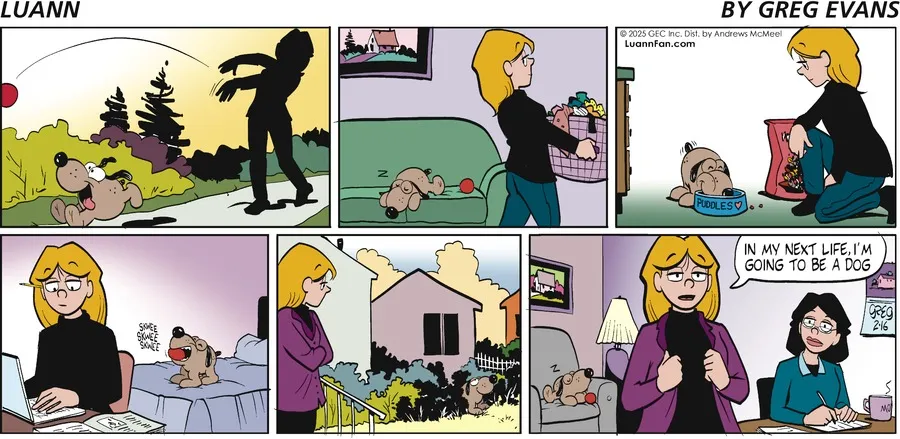 LUANN
BY GREG EVANS
© 2025 GEC Inc. Dist. by Andrews McMeel
LuannFan.com
Z
PUDDLES
SKWEE
SKWEE
SKWEE
Z
IN MY NEXT LIFE, I'M
GOING TO BE A DOG
GREG
2•16